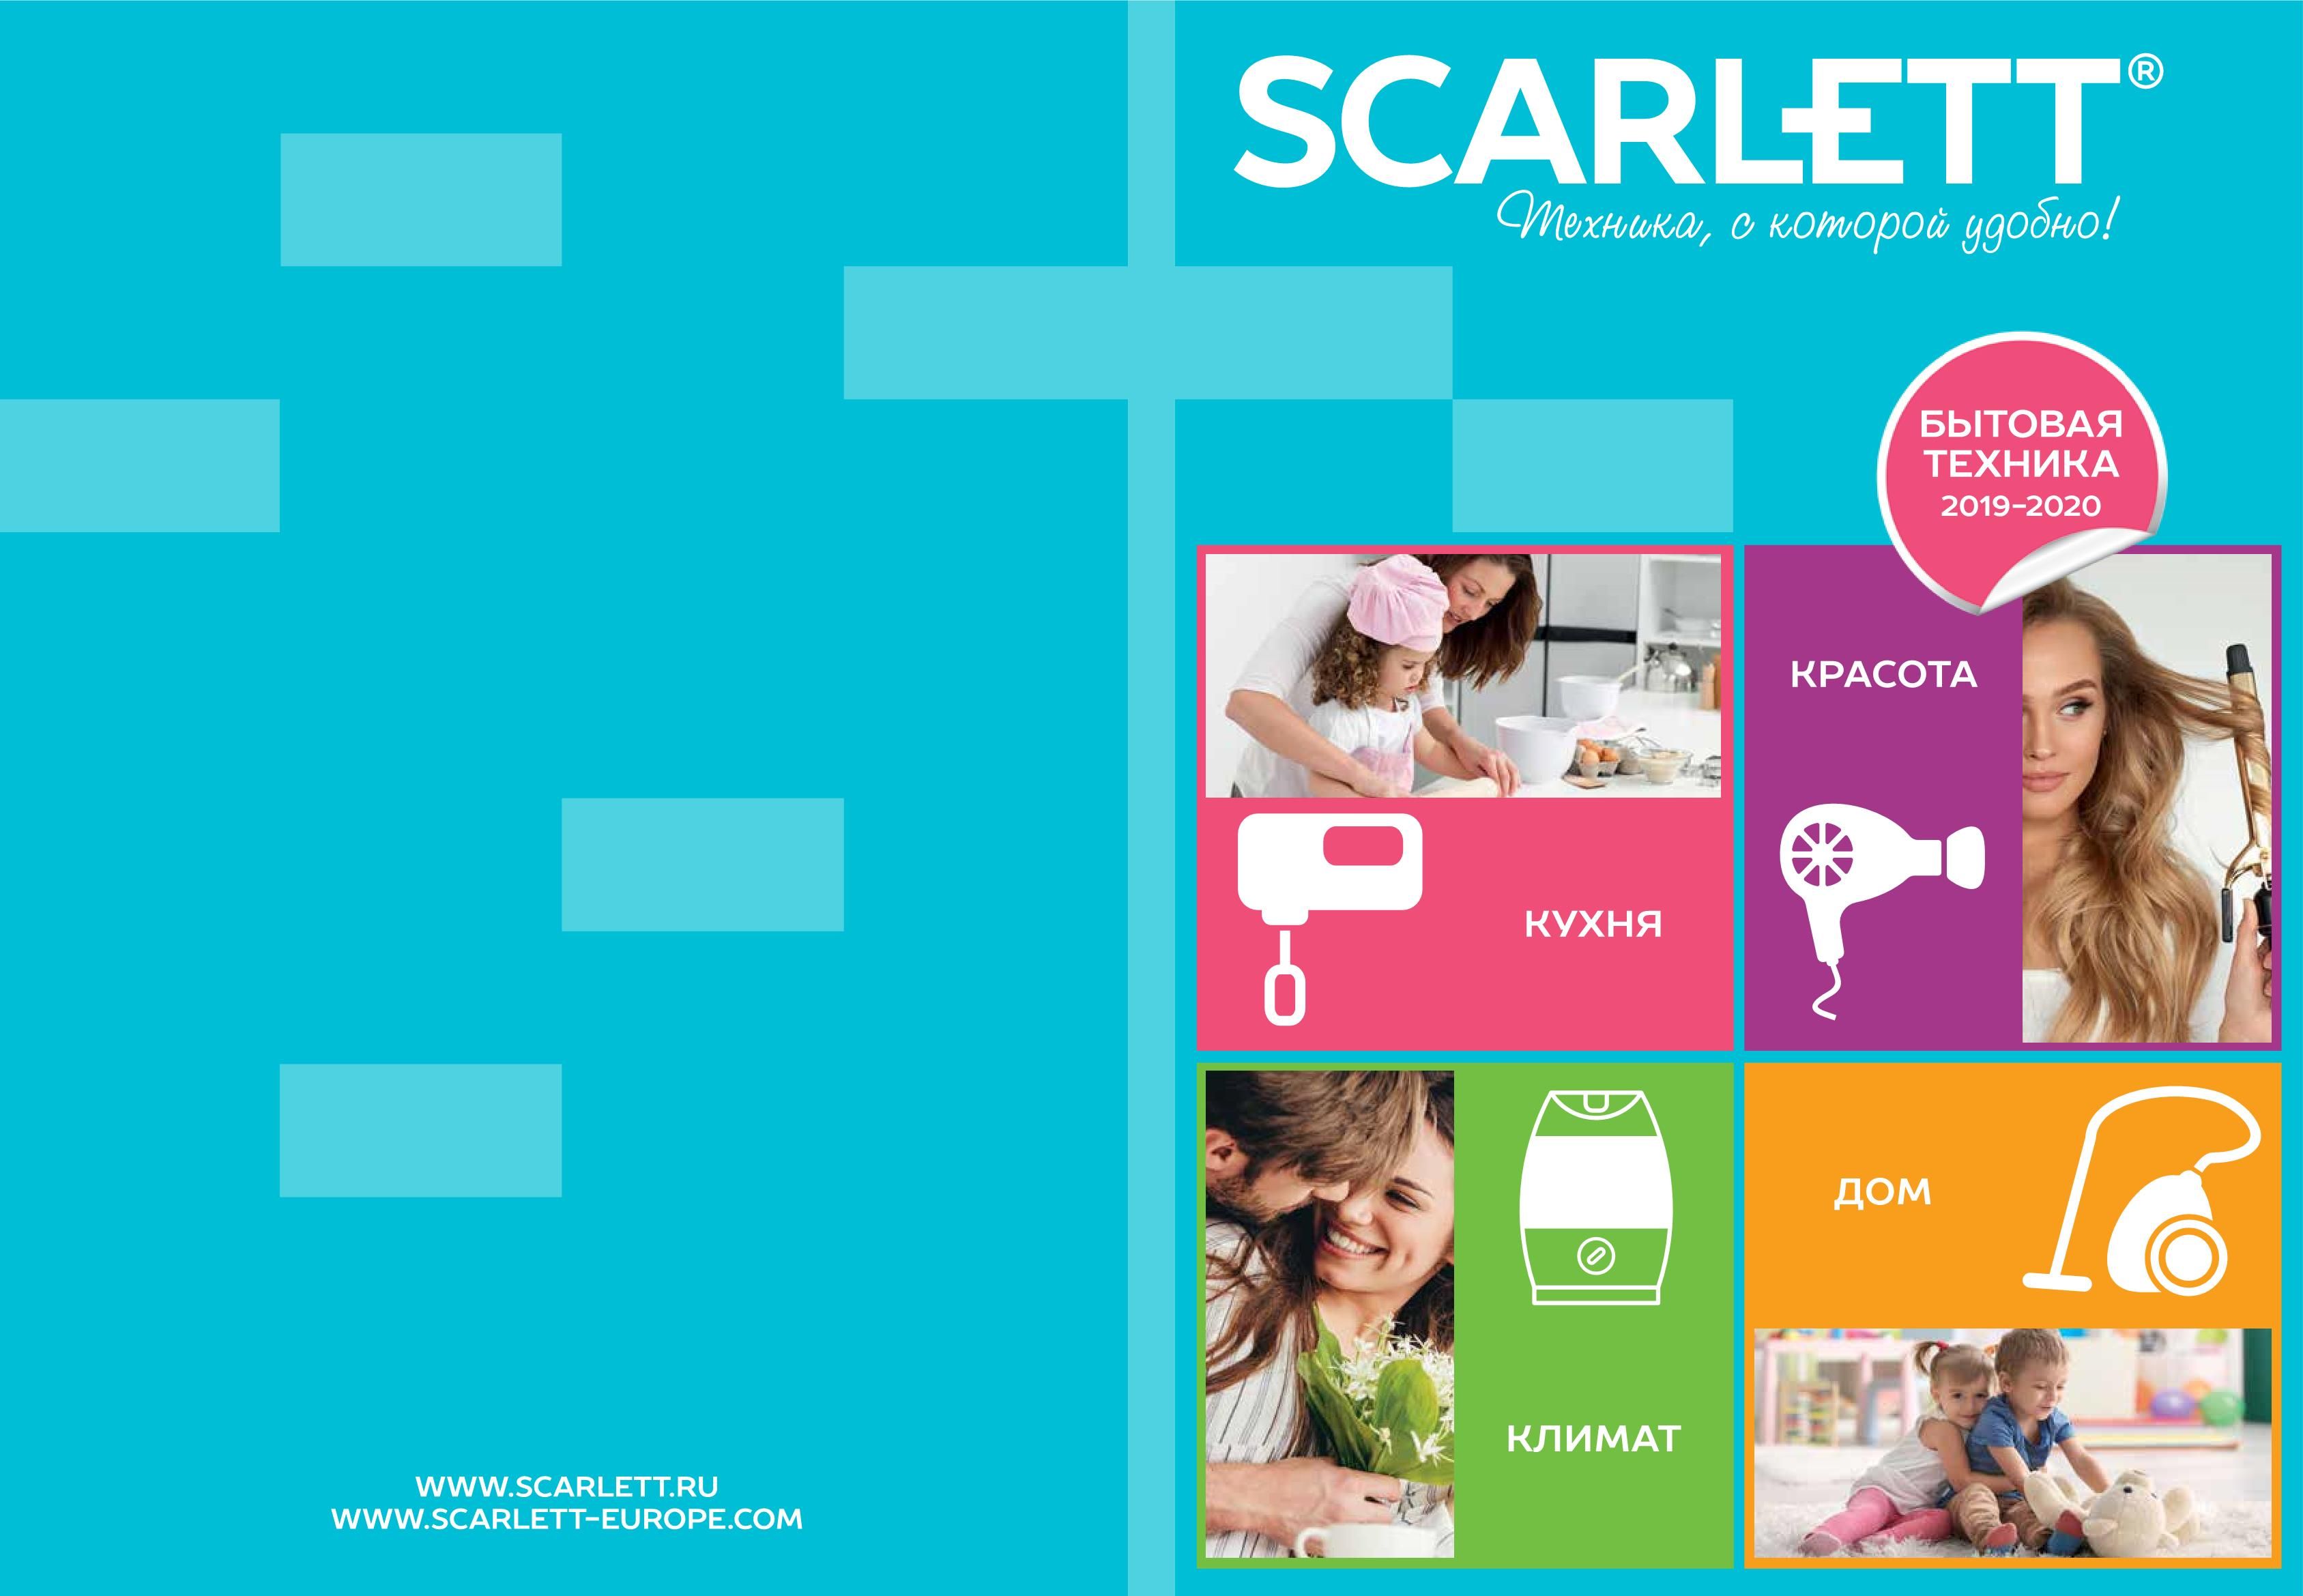 SCARLETT®
Техника, с которой удобно!
БЫТОВАЯ
ТЕХНИКА
2019-2020
КРАСОТА
КУХНЯ
ДОМ
КЛИМАТ
WWW.SCARLETT.RU
WWW.SCARLETT-EUROPE.COM